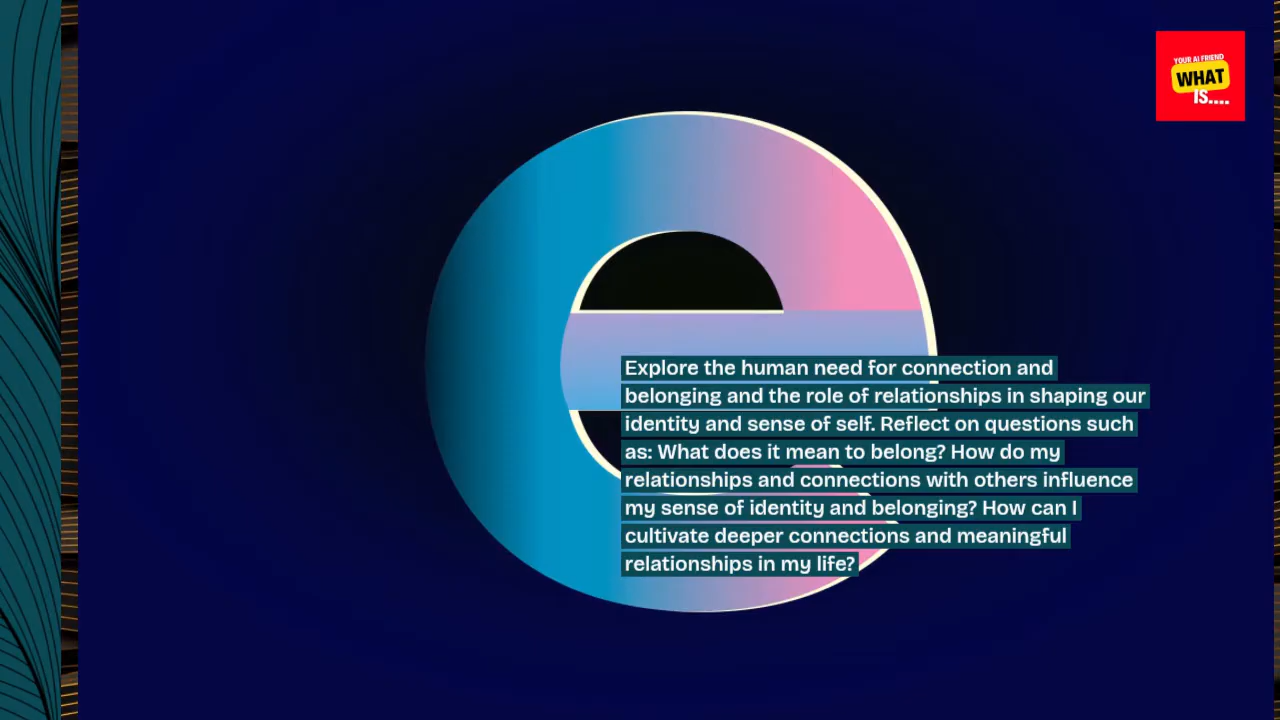 YOUR AI FRIEND
WHAT
IS....
e
Explore the human need for connection and
belonging and the role of relationships in shaping our
identity and sense of self. Reflect on questions such
as: What does it mean to belong? How do my
relationships and connections with others influence
my sense of identity and belonging? How can I
cultivate deeper connections and meaningful
relationships in my life?